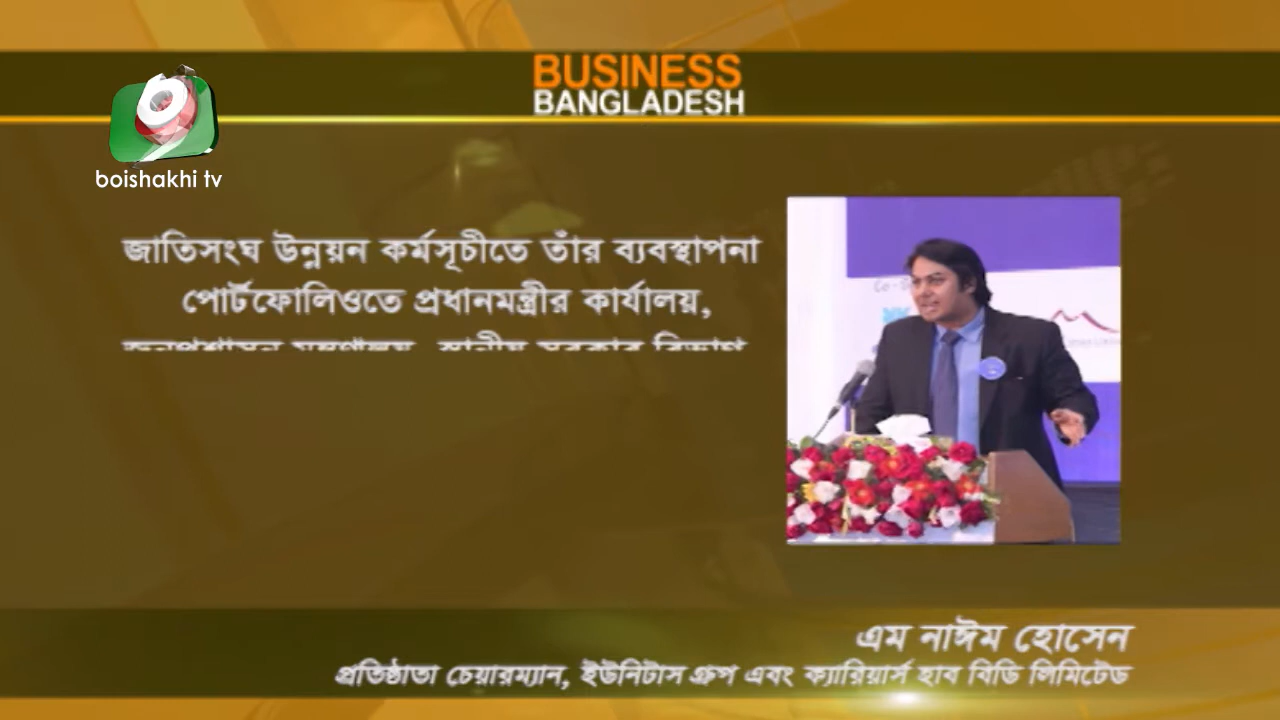 BUSINESS
BANGLADESH
boishakhi tv
জাতিসংঘ উন্নয়ন কর্মসূচীতে তাঁর ব্যবস্থাপনা
পোর্টফোলিওতে প্রধানমন্ত্রীর কার্যালয়,
এম নাঈম হোসেন
প্রতিষ্ঠাতা চেয়ারম্যান, ইউনিটাস গ্রুপ এবং ক্যারিয়ার্স হাব বিডি লিমিটেড